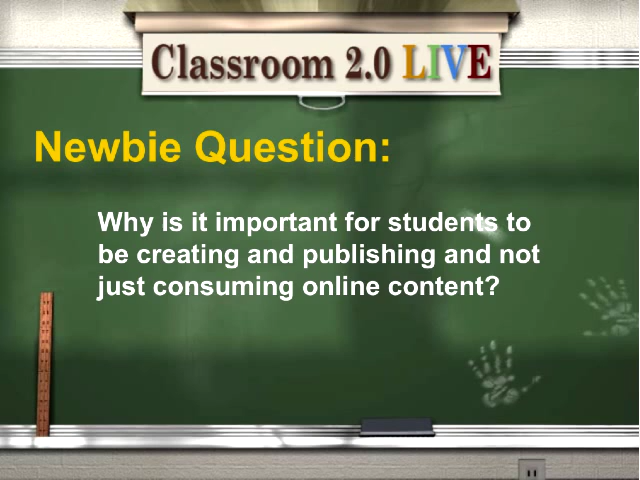 Classroom 2.0 LIVE
Newbie Question:
Why is it important for students to
be creating and publishing and not
just consuming online content?